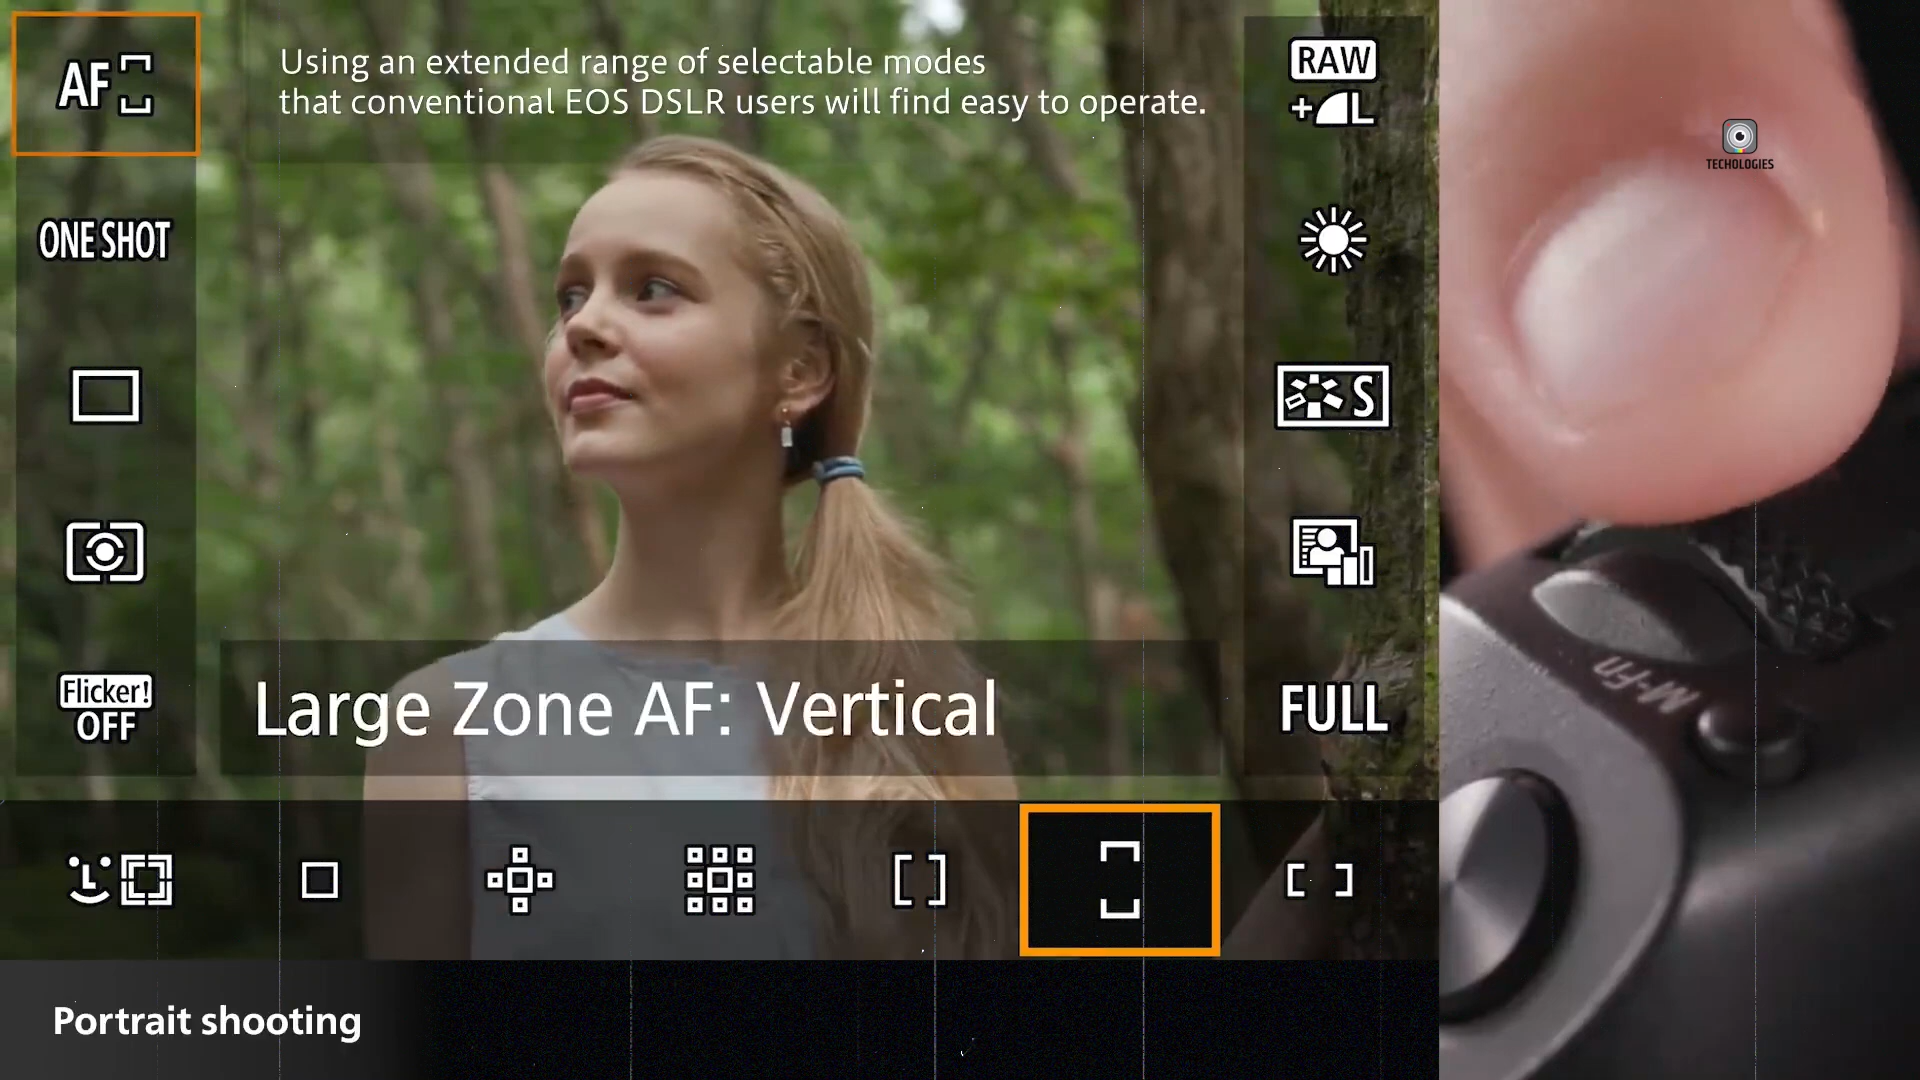 AF
Using an extended range of selectable modes
that conventional EOS DSLR users will find easy to operate.
RAW
+L
TECHOLOGIES
ONE SHOT
S
M-Fn
Flicker!
OFF
Large Zone AF: Vertical
FULL
Portrait shooting